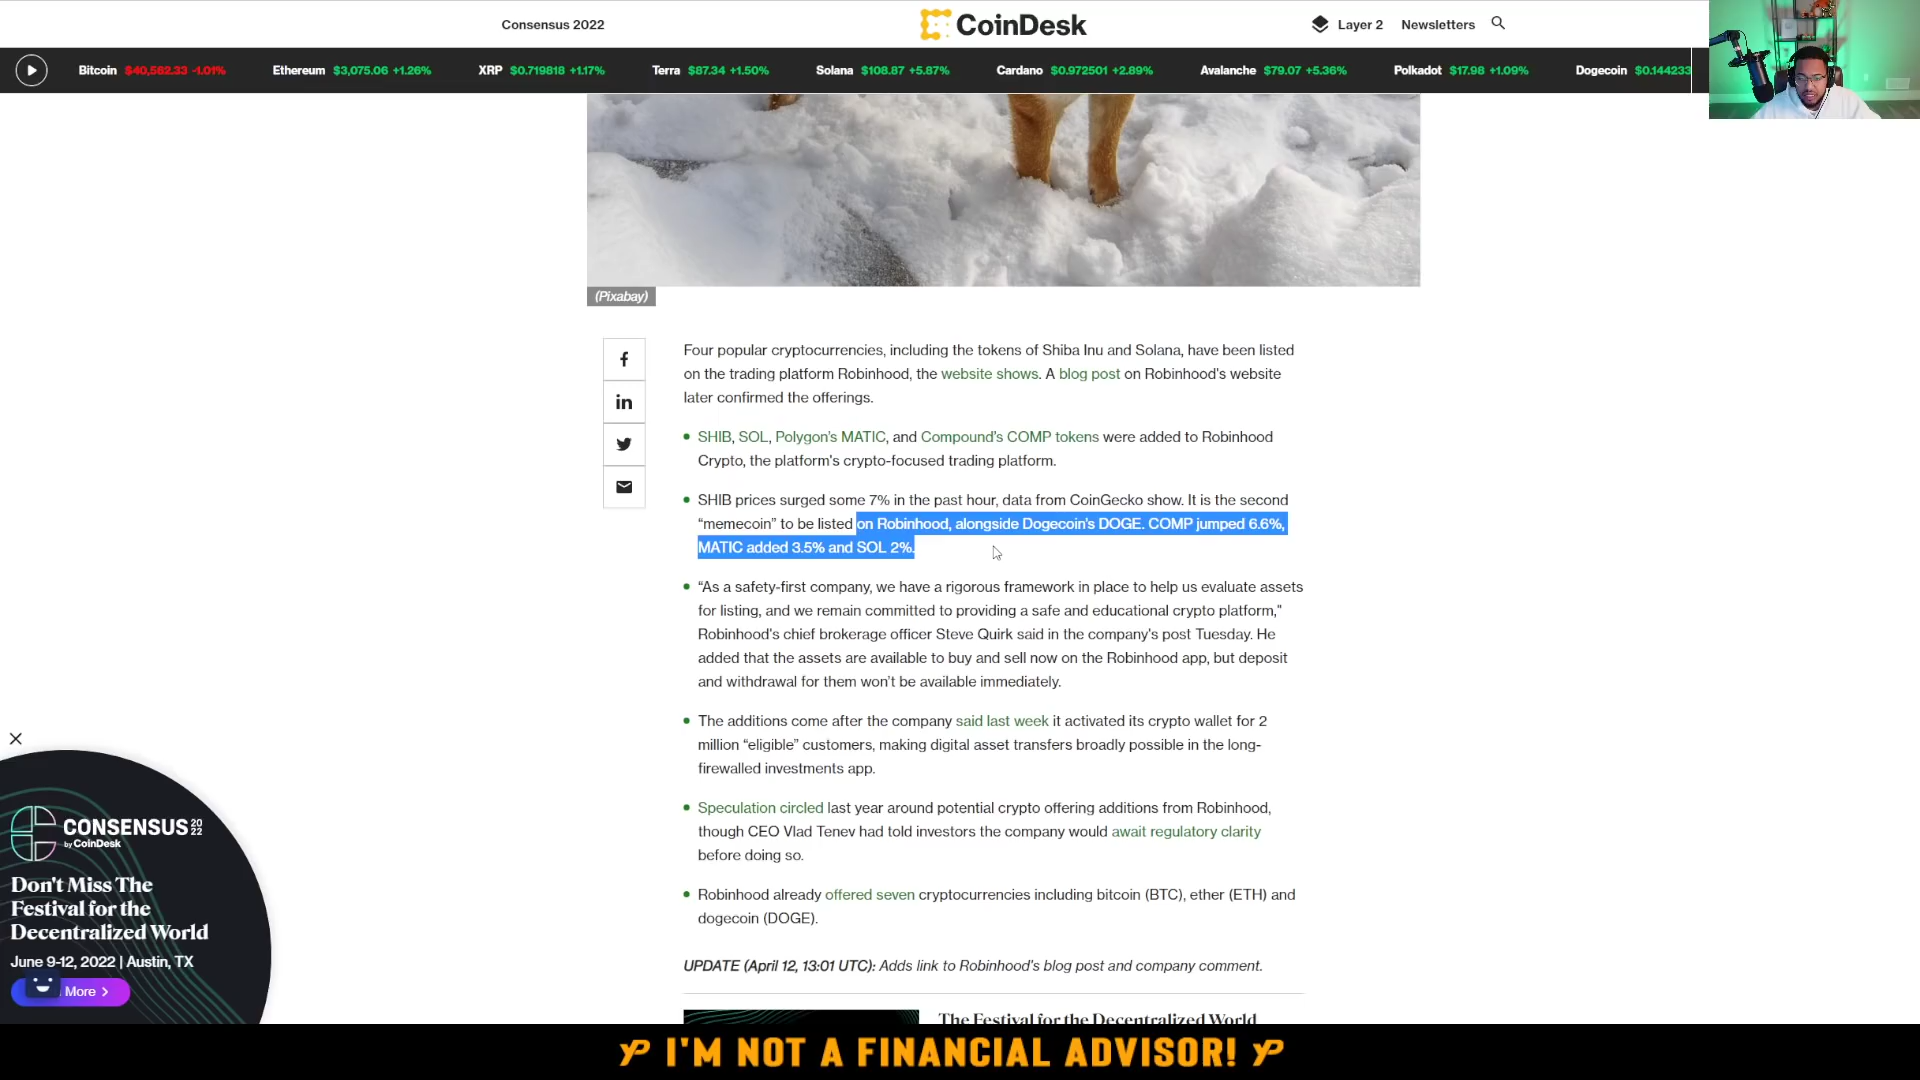 Consensus 2022
CoinDesk
Layer 2 Newsletters
Bitcoin $40,562.33 -1.01% Ethereum $3,075.06 +1.26% XRP $0.719818 +1.17% Terra $87.34 +1.50% Solana $108.87 +5.87% Cardano $0.972501 +2.89% Avalanche $79.07 +5.36% Polkadot $17.98 +1.09% Dogecoin $0.144233
(Pixabay)
Four popular cryptocurrencies, including the tokens of Shiba Inu and Solana, have been listed
on the trading platform Robinhood, the website shows. A blog post on Robinhood's website
later confirmed the offerings.
SHIB, SOL, Polygon's MATIC, and Compound's COMP tokens were added to Robinhood
Crypto, the platform's crypto-focused trading platform.
SHIB prices surged some 7% in the past hour, data from CoinGecko show. It is the second
“memecoin” to be listed on Robinhood, alongside Dogecoin's DOGE. COMP jumped 6.6%,
MATIC added 3.5% and SOL 2%.
“As a safety-first company, we have a rigorous framework in place to help us evaluate assets
for listing, and we remain committed to providing a safe and educational crypto platform,”
Robinhood's chief brokerage officer Steve Quirk said in the company's post Tuesday. He
added that the assets are available to buy and sell now on the Robinhood app, but deposit
and withdrawal for them won't be available immediately.
The additions come after the company said last week it activated its crypto wallet for 2
million “eligible” customers, making digital asset transfers broadly possible in the long-
firewalled investments app.
Speculation circled last year around potential crypto offering additions from Robinhood,
though CEO Vlad Tenev had told investors the company would await regulatory clarity
before doing so.
Robinhood already offered seven cryptocurrencies including bitcoin (BTC), ether (ETH) and
dogecoin (DOGE).
UPDATE (April 12, 13:01 UTC): Adds link to Robinhood's blog post and company comment.
The Festival for the Decentralized World
CONSENSUS 2022
by CoinDesk
Don't Miss The
Festival for the
Decentralized World
June 9-12, 2022 | Austin, TX
More
I'M NOT A FINANCIAL ADVISOR!